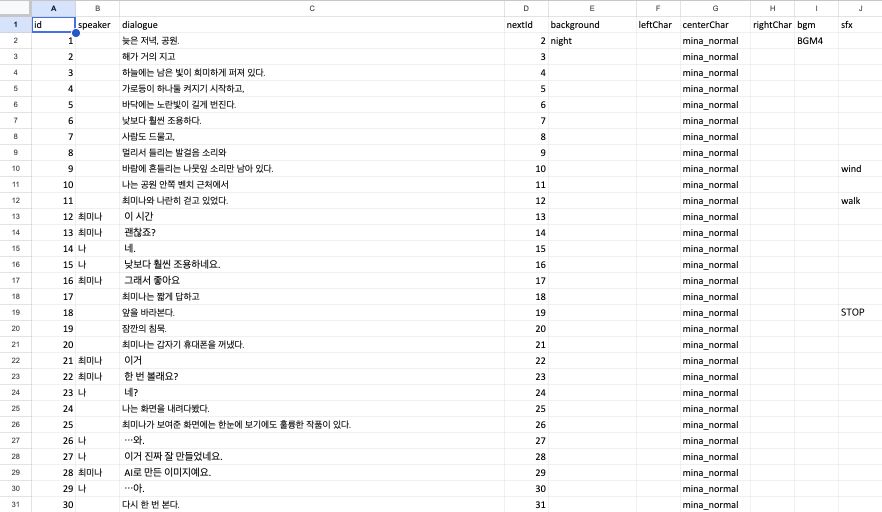 A B C D E F G H I J
1 id speaker dialogue nextId background leftChar centerChar rightChar bgm sfx
2 1 늦은 저녁, 공원. 2 night mina_normal BGM4
3 2 해가 거의 지고 3 mina_normal
4 3 하늘에는 남은 빛이 희미하게 퍼져 있다. 4 mina_normal
5 4 가로등이 하나둘 켜지기 시작하고, 5 mina_normal
6 5 바닥에는 노란빛이 길게 번진다. 6 mina_normal
7 6 낮보다 훨씬 조용하다. 7 mina_normal
8 7 사람도 드물고, 8 mina_normal
9 8 멀리서 들리는 발걸음 소리와 9 mina_normal
10 9 바람에 흔들리는 나뭇잎 소리만 남아 있다. 10 mina_normal wind
11 10 나는 공원 안쪽 벤치 근처에서 11 mina_normal
12 11 최미나와 나란히 걷고 있었다. 12 mina_normal walk
13 12 최미나 이 시간 13 mina_normal
14 13 최미나 괜찮죠? 14 mina_normal
15 14 나 네. 15 mina_normal
16 15 나 낮보다 훨씬 조용하네요. 16 mina_normal
17 16 최미나 그래서 좋아요 17 mina_normal
18 17 최미나는 짧게 답하고 18 mina_normal
19 18 앞을 바라본다. 19 mina_normal STOP
20 19 잠깐의 침묵. 20 mina_normal
21 20 최미나는 갑자기 휴대폰을 꺼냈다. 21 mina_normal
22 21 최미나 이거 22 mina_normal
23 22 최미나 한 번 볼래요? 23 mina_normal
24 23 나 네? 24 mina_normal
25 24 나는 화면을 내려다봤다. 25 mina_normal
26 25 최미나가 보여준 화면에는 한눈에 보기에도 훌륭한 작품이 있다. 26 mina_normal
27 26 나 …와. 27 mina_normal
28 27 나 이거 진짜 잘 만들었네요. 28 mina_normal
29 28 최미나 AI로 만든 이미지예요. 29 mina_normal
30 29 나 …아. 30 mina_normal
31 30 다시 한 번 본다. 31 mina_normal